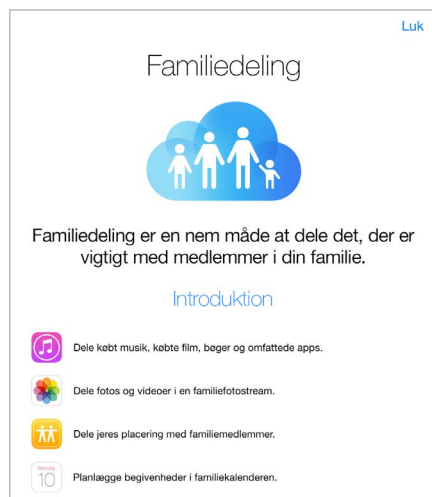 Luk
Familiedeling
Familiedeling er en nem måde at dele det, der er
vigtigt med medlemmer i din familie.
Introduktion
Dele købt musik, købte film, bøger og omfattede apps.
Dele fotos og videoer i en familiefotostream.
Dele jeres placering med familiemedlemmer.
Monday
10
Planlægge begivenheder i familiekalenderen.